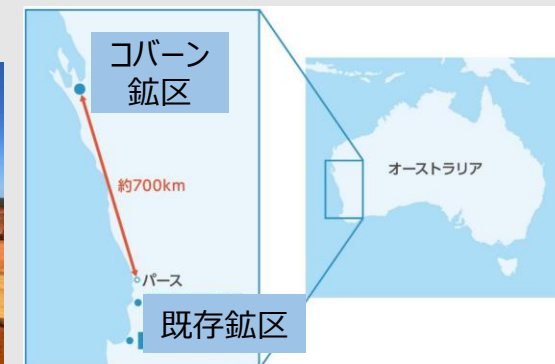 コバーン
鉱区
約700km
パース
既存鉱区
オーストラリア